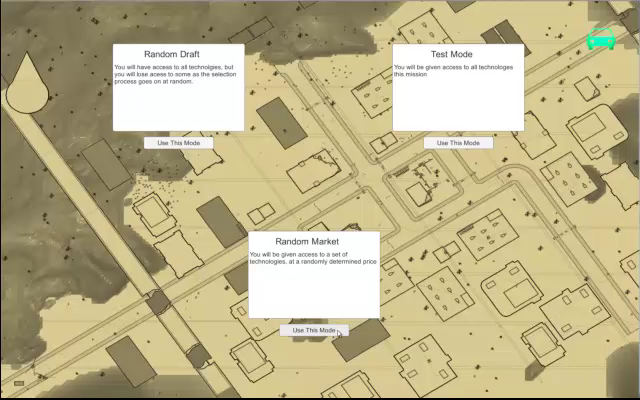 Random Draft
You will have access to all technolgies, but
you will lose acess to some as the selection
process goes on at random.
Use This Mode
Test Mode
You will be given access to all technologes
this mission
Use This Mode
Random Market
You will be given access to a set of
technologies, at a randomly determined price
Use This Mode